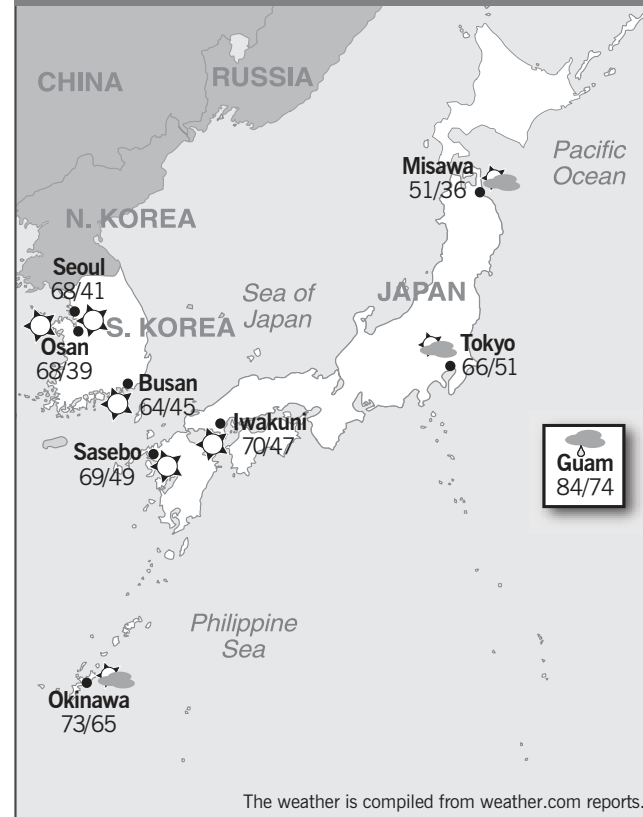 CHINA
RUSSIA
Pacific
Ocean
Misawa
51/36
N. KOREA
Seoul
68/41
Sea of
Japan
JAPAN
S. KOREA
Osan
68/39
Tokyo
66/51
Busan
64/45
Iwakuni
70/47
Sasebo
69/49
Guam
84/74
Philippine
Sea
Okinawa
73/65
The weather is compiled from weather.com reports.